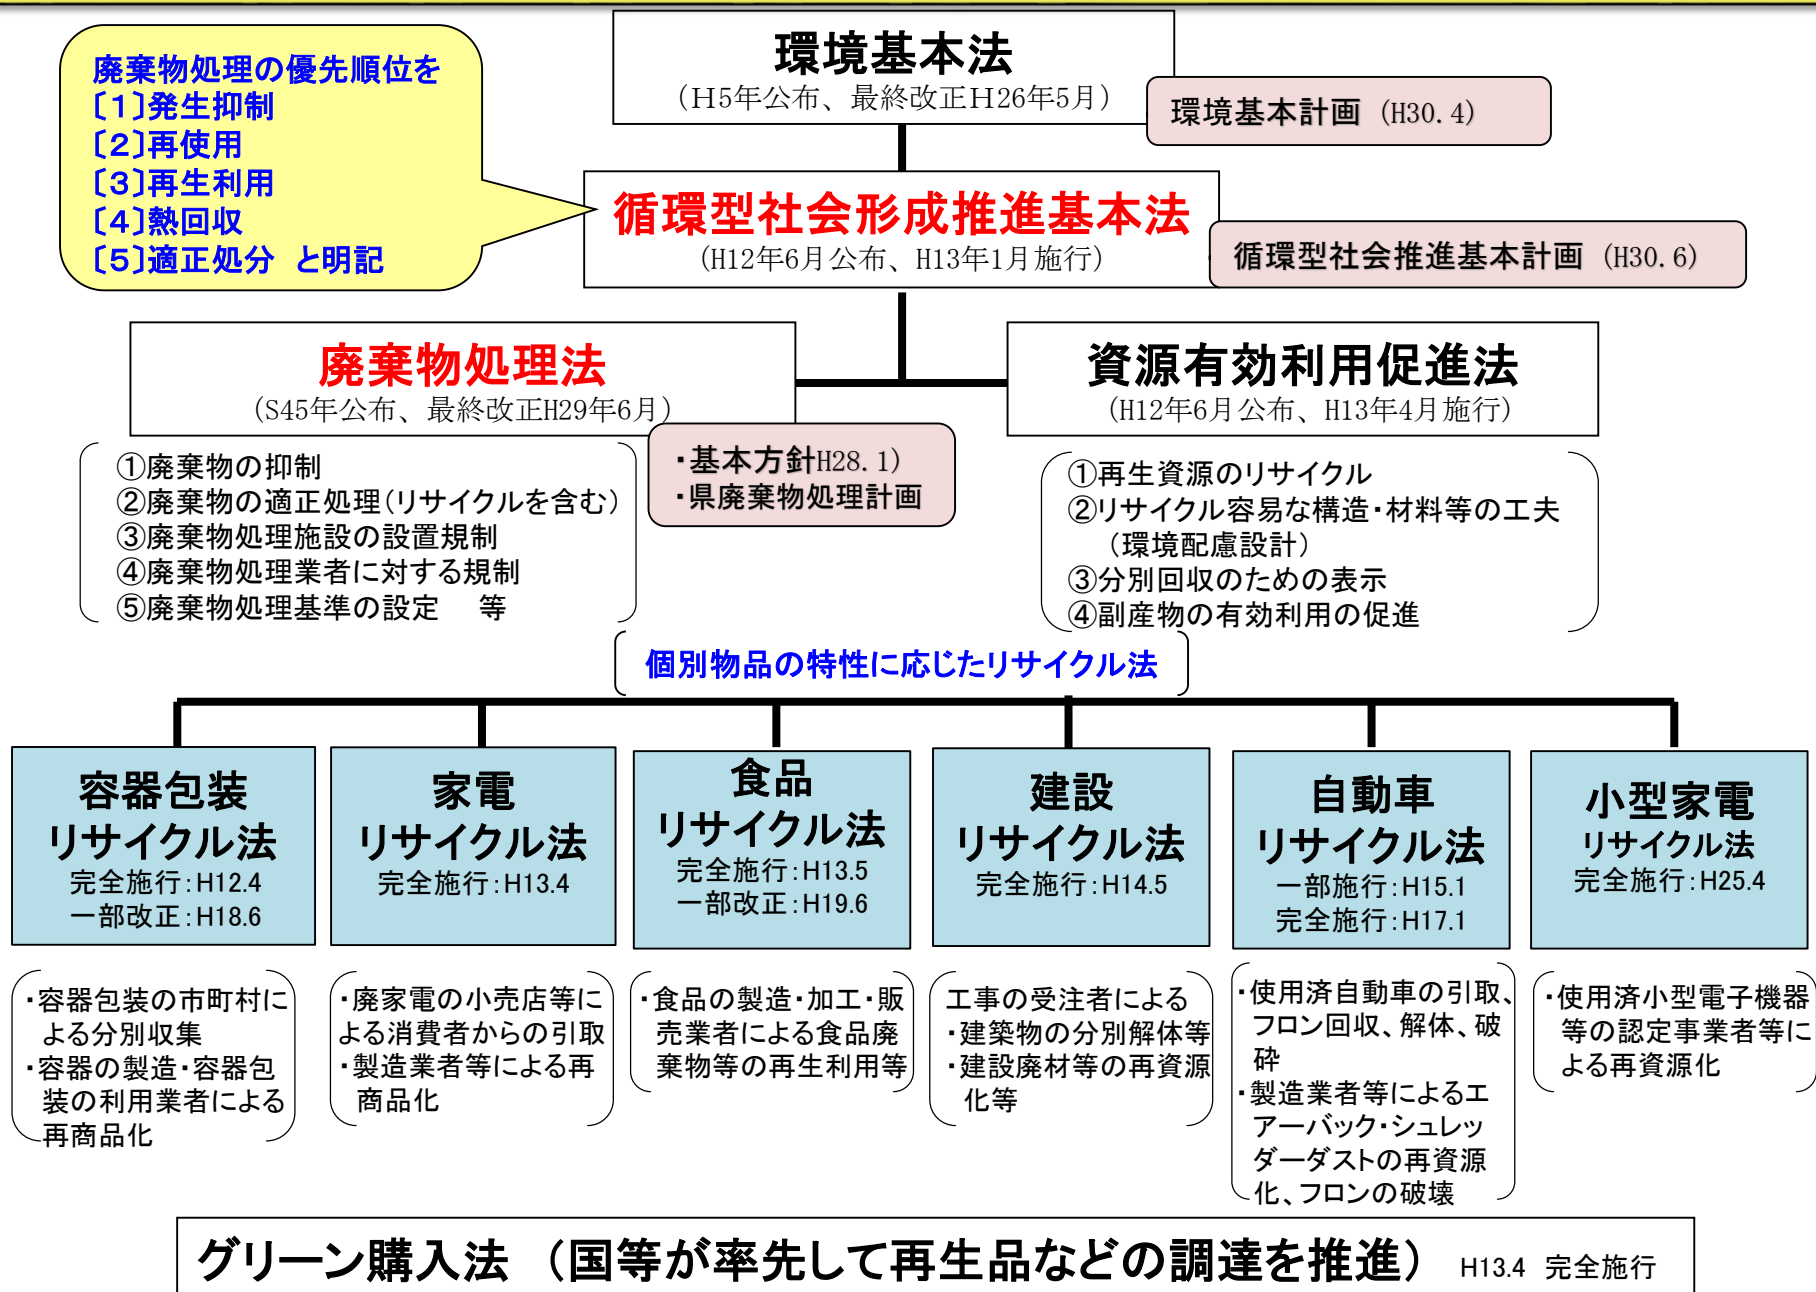 廃棄物処理の優先順位を
〔1〕発生抑制
〔2〕再使用
〔3〕再生利用
〔4〕熱回収
〔5〕適正処分 と明記
環境基本法
(H5年公布、最終改正H26年5月)
環境基本計画 (H30.4)
循環型社会形成推進基本法
(H12年6月公布、H13年1月施行)
循環型社会推進基本計画 (H30.6)
廃棄物処理法
(S45年公布、最終改正H29年6月)
・基本方針H28.1)
・県廃棄物処理計画
①廃棄物の抑制
②廃棄物の適正処理(リサイクルを含む)
③廃棄物処理施設の設置規制
④廃棄物処理業者に対する規制
⑤廃棄物処理基準の設定 等
資源有効利用促進法
(H12年6月公布、H13年4月施行)
①再生資源のリサイクル
②リサイクル容易な構造・材料等の工夫
(環境配慮設計)
③分別回収のための表示
④副産物の有効利用の促進
個別物品の特性に応じたリサイクル法
容器包装
リサイクル法
完全施行:H12.4
一部改正:H18.6
・容器包装の市町村に
よる分別収集
・容器の製造・容器包
装の利用業者による
再商品化
家電
リサイクル法
完全施行:H13.4
・廃家電の小売店等に
よる消費者からの引取
・製造業者等による再
商品化
食品
リサイクル法
完全施行:H13.5
一部改正:H19.6
・食品の製造・加工・販
売業者による食品廃
棄物等の再生利用等
建設
リサイクル法
完全施行:H14.5
工事の受注者による
・建築物の分別解体等
・建設廃材等の再資源
化等
自動車
リサイクル法
一部施行:H15.1
完全施行:H17.1
・使用済自動車の引取、
フロン回収、解体、破
砕
・製造業者等によるエ
アーバック・シュレッ
ダーダストの再資源
化、フロンの破壊
小型家電
リサイクル法
完全施行:H25.4
・使用済小型電子機器
等の認定事業者等に
よる再資源化
グリーン購入法 (国等が率先して再生品などの調達を推進) H13.4 完全施行